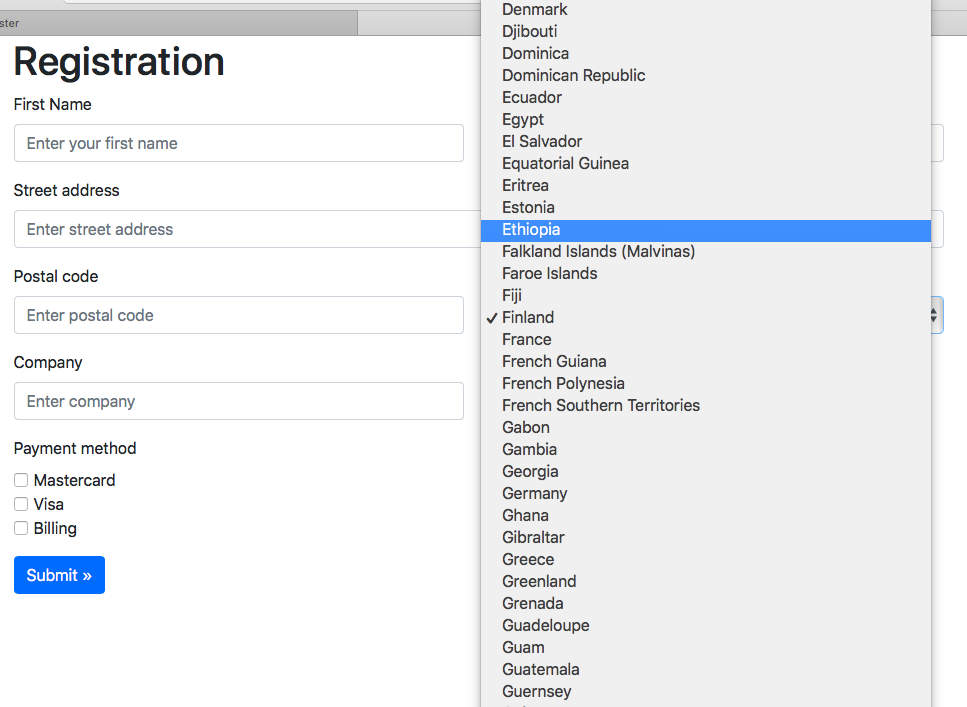 ster
Registration
First Name
Enter your first name
Street address
Enter street address
Postal code
Enter postal code
Company
Enter company
Payment method
Mastercard
Visa
Billing
Submit »
Denmark
Djibouti
Dominica
Dominican Republic
Ecuador
Egypt
El Salvador
Equatorial Guinea
Eritrea
Estonia
Ethiopia
Falkland Islands (Malvinas)
Faroe Islands
Fiji
✓ Finland
France
French Guiana
French Polynesia
French Southern Territories
Gabon
Gambia
Georgia
Germany
Ghana
Gibraltar
Greece
Greenland
Grenada
Guadeloupe
Guam
Guatemala
Guernsey